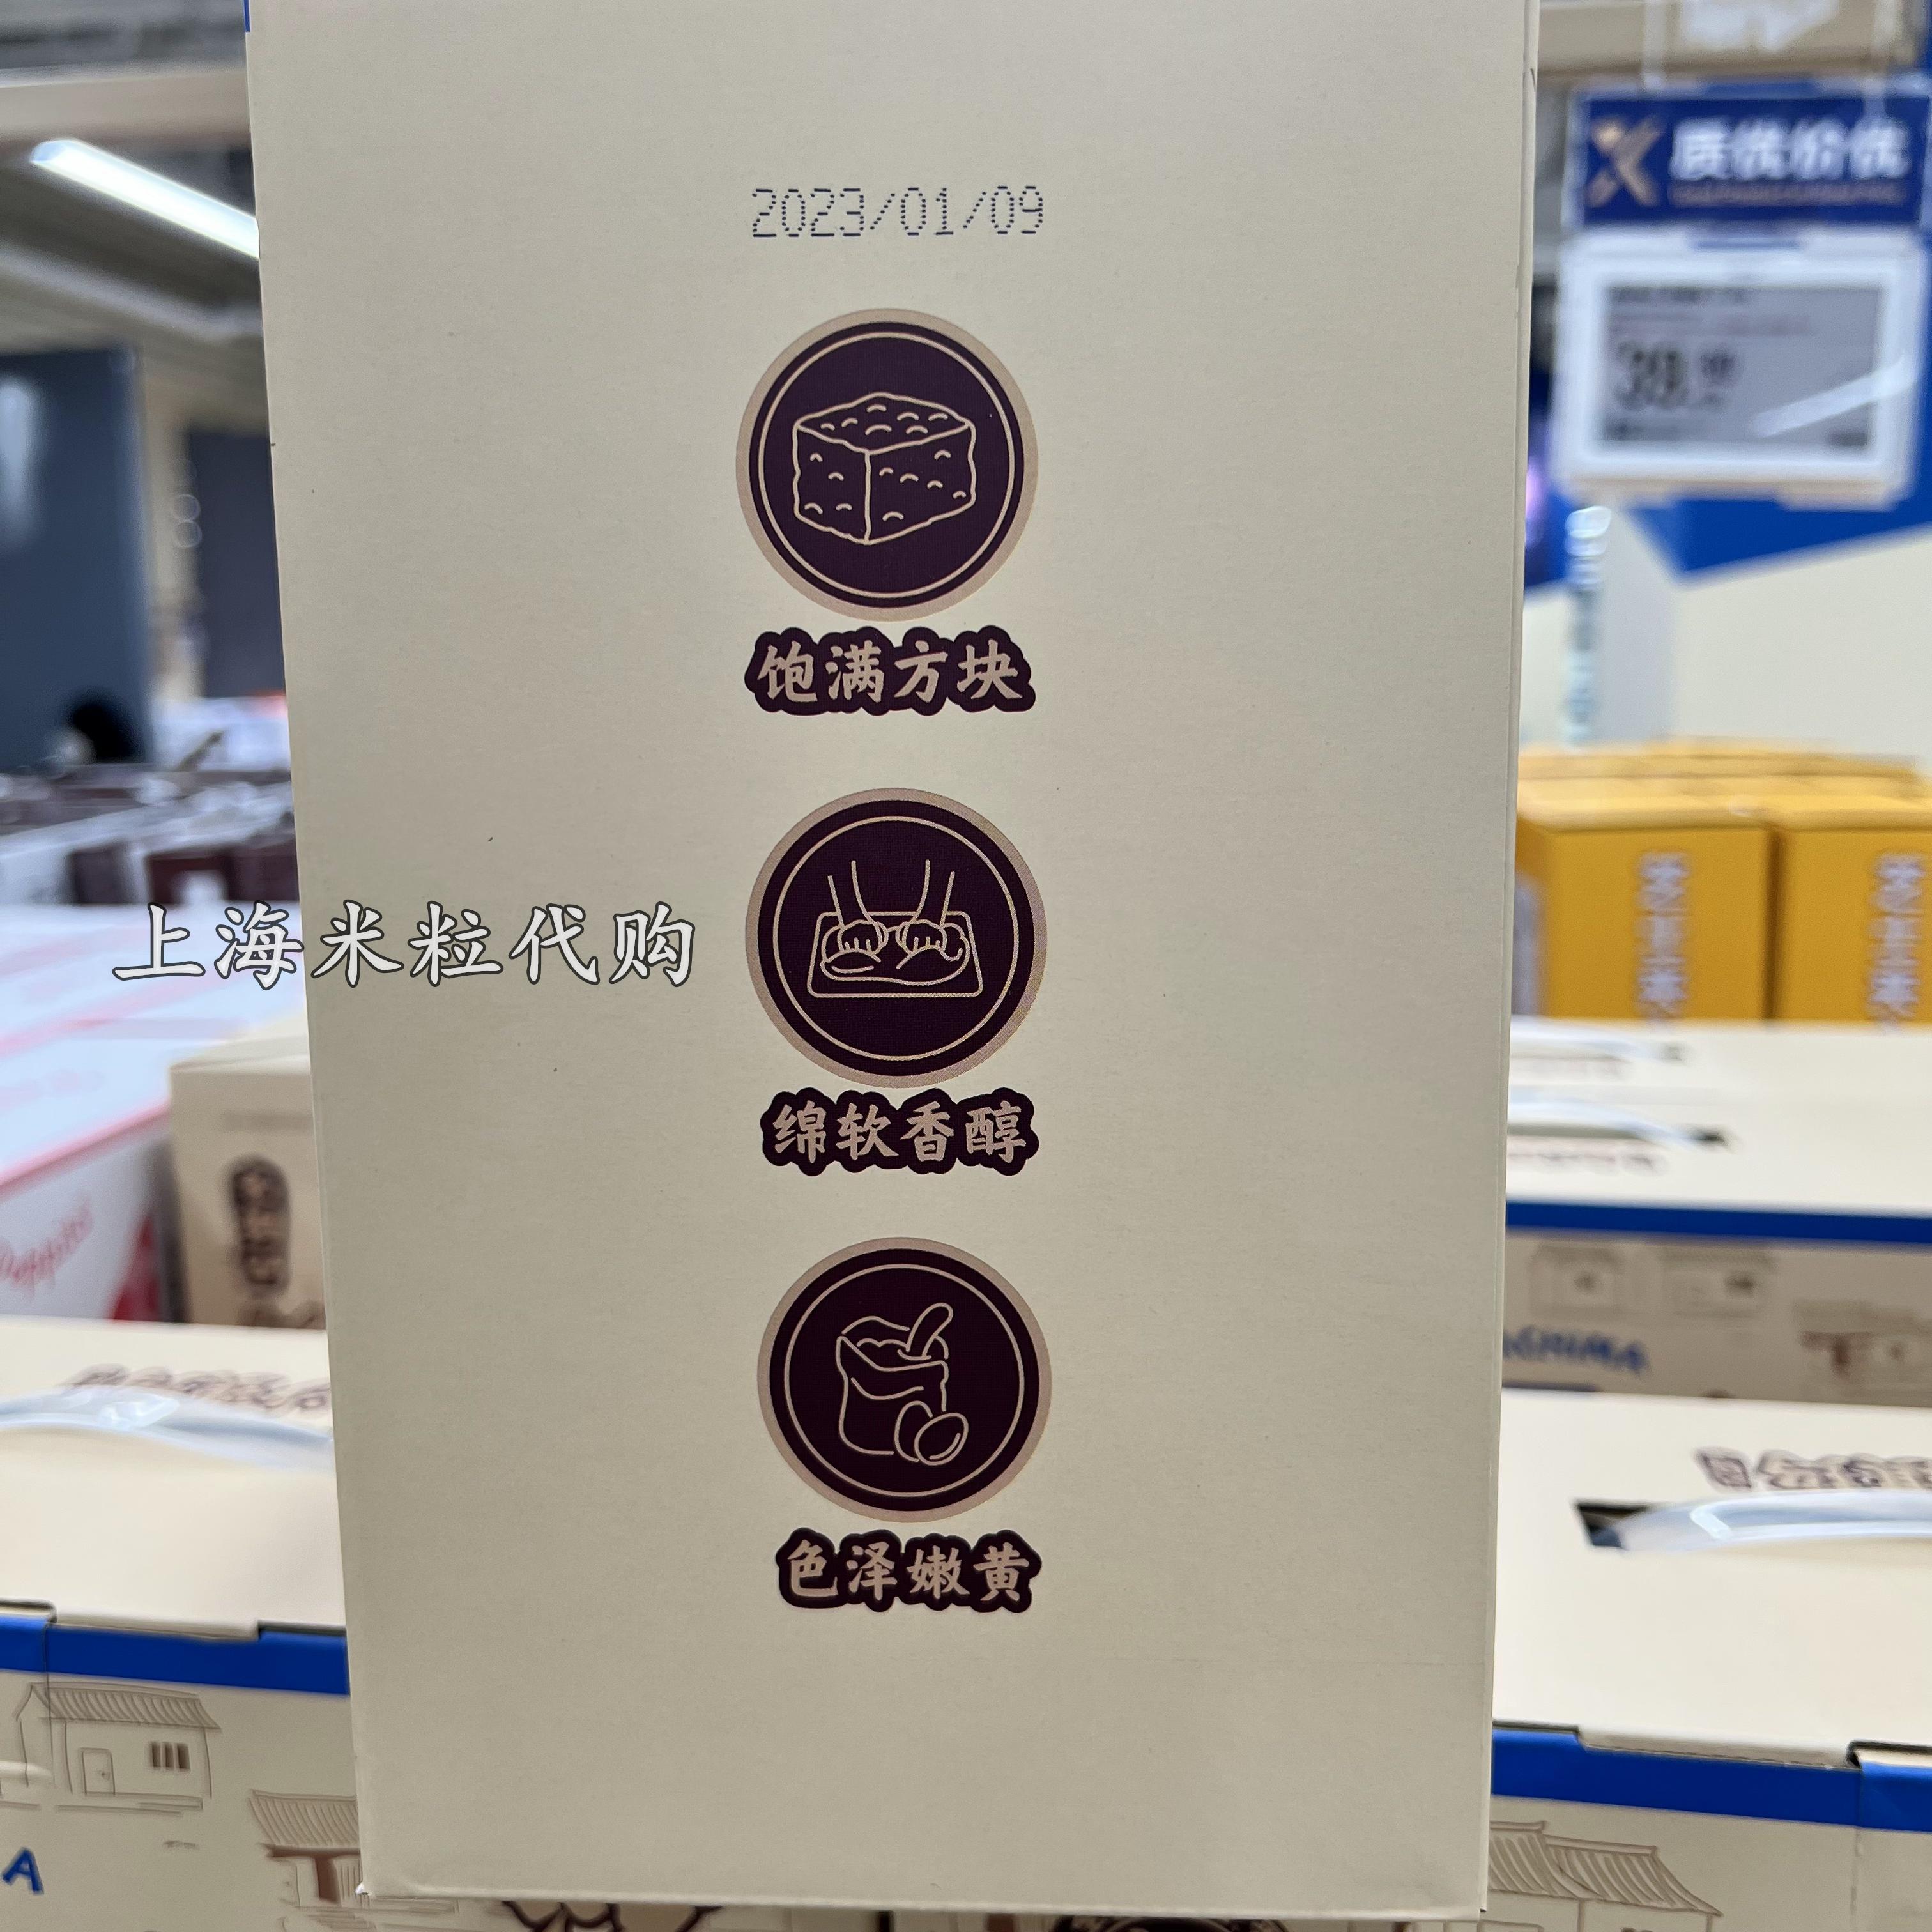 质优价优
2023/01/09
饱满方块
上海米粒代购
绵软香醇
色泽嫩黄
ACHIMA
A